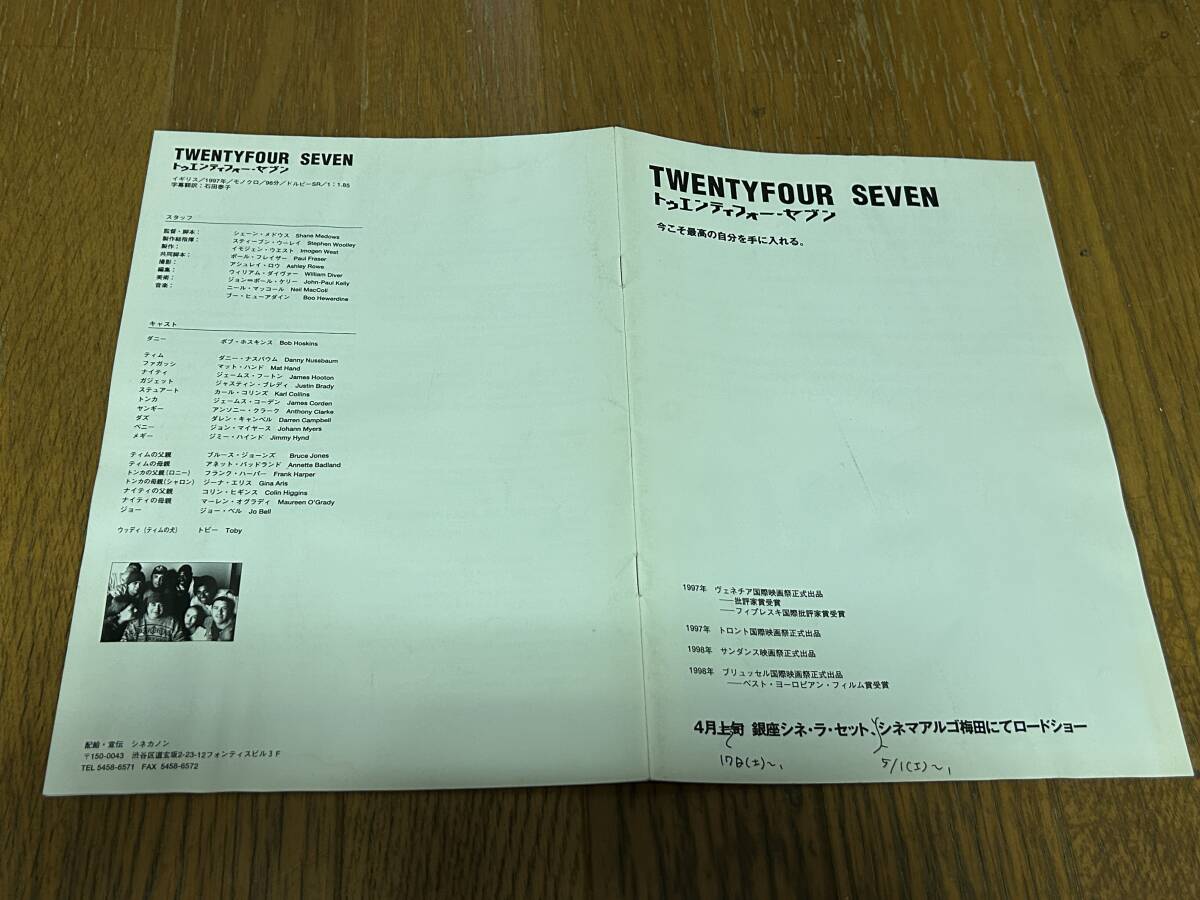 TWENTYFOUR SEVEN
トゥエンティフォー・セブン
イギリス/1997年/モノクロ/96分/ドルビーSR/1:1.85
字幕翻訳:石田泰子
スタッフ
監督・脚本: シェーン・メドウス Shane Medows
製作総指揮: スティーブン・ウーレイ Stephen Woolley
製作: イモジェン・ウエスト Imogen West
共同脚本: ポール・フレイザー Paul Fraser
撮影: アシュレイ・ロウ Ashley Rowe
編集: ウィリアム・ダイヴァー William Diver
美術: ジョン=ポール・ケリー John-Paul Kelly
音楽: ニール・マッコール Neil MacColl
ブー・ヒューアダイン Boo Hewerdine
キャスト
ダニー ボブ・ホスキンス Bob Hoskins
ティム ダニー・ナスバウム Danny Nussbaum
ファガッシ マット・ハンド Mat Hand
ナイティ ジェームス・フートン James Hooton
ガジェット ジャスティン・ブレディ Justin Brady
ステュアート カール・コリンズ Karl Collins
トンカ ジェームス・コーデン James Corden
ヤンギー アンソニー・クラーク Anthony Clarke
ダズ ダレン・キャンベル Darren Campbell
ベニー ジョン・マイヤース Johann Myers
メギー ジミー・ハインド Jimmy Hynd
ティムの父親 ブルース・ジョーンズ Bruce Jones
ティムの母親 アネット・バッドランド Annette Badland
トンカの父親(ロニー) フランク・ハーパー Frank Harper
トンカの母親(シャロン) ジーナ・エリス Gina Aris
ナイティの父親 コリン・ヒギンス Colin Higgins
ナイティの母親 マーレン・オグラディ Maureen O'Grady
ジョー ジョー・ベル Jo Bell
ウッディ(ティムの犬) トビー Toby
配給・宣伝 シネカノン
〒150-0043 渋谷区道玄坂2-23-12フォンティスビル3F
TEL 5458-6571 FAX 5458-6572
TWENTYFOUR SEVEN
トゥエンティフォー・セブン
今こそ最高の自分を手に入れる。
1997年 ヴェネチア国際映画祭正式出品
——批評家賞受賞
——フィプレスキ国際批評家賞受賞
1997年 トロント国際映画祭正式出品
1998年 サンダンス映画祭正式出品
1998年 ブリュッセル国際映画祭正式出品
——ベスト・ヨーロピアン・フィルム賞受賞
4月上旬 銀座シネ・ラ・セット、シネマアルゴ梅田にてロードショー
17日(土)〜、 5/1(土)〜、